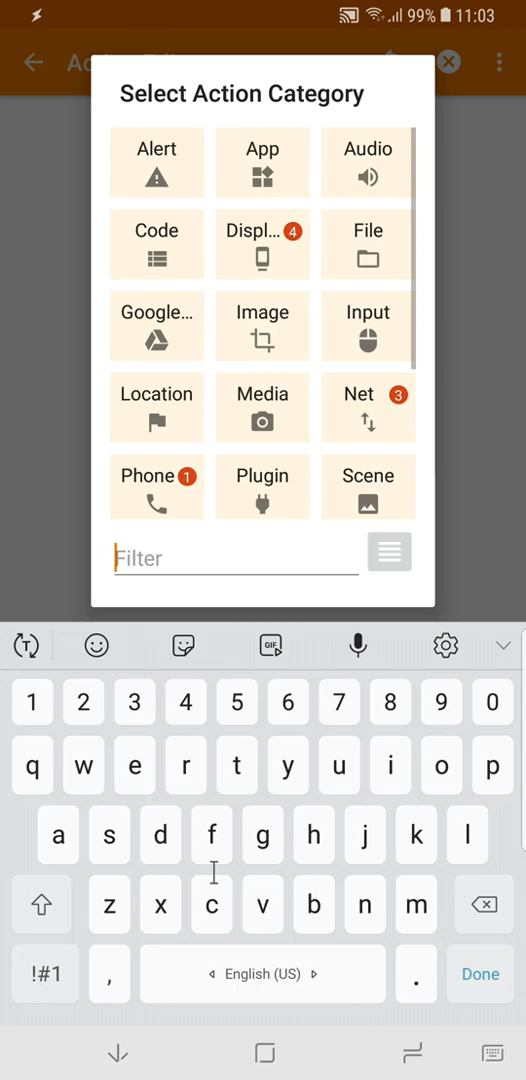 99% 11:03
Select Action Category
Alert App Audio
Code Displ... 4 File
Google... Image Input
Location Media Net 3
Phone 1 Plugin Scene
Filter
T GIF
1 2 3 4 5 6 7 8 9 0
q w e r t y u i o p
a s d f g h j k l
z x c v b n m
!#1 , English (US) . Done